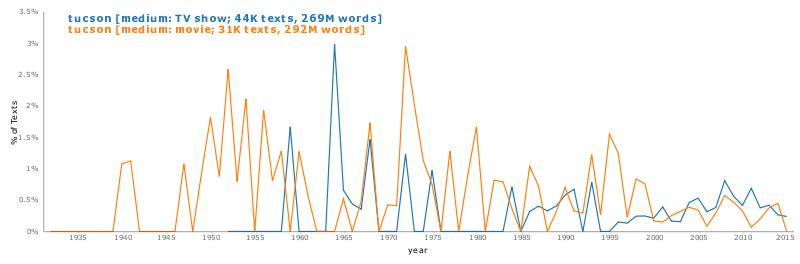 3.5%
tucson [medium: TV show; 44K texts, 269M words]
tucson [medium: movie; 31K texts, 292M words]
3%
2.5%
2%
% of Texts
1.5%
1%
0.5%
0%
1935 1940 1945 1950 1955 1960 1965 1970 1975 1980 1985 1990 1995 2000 2005 2010 2015
year